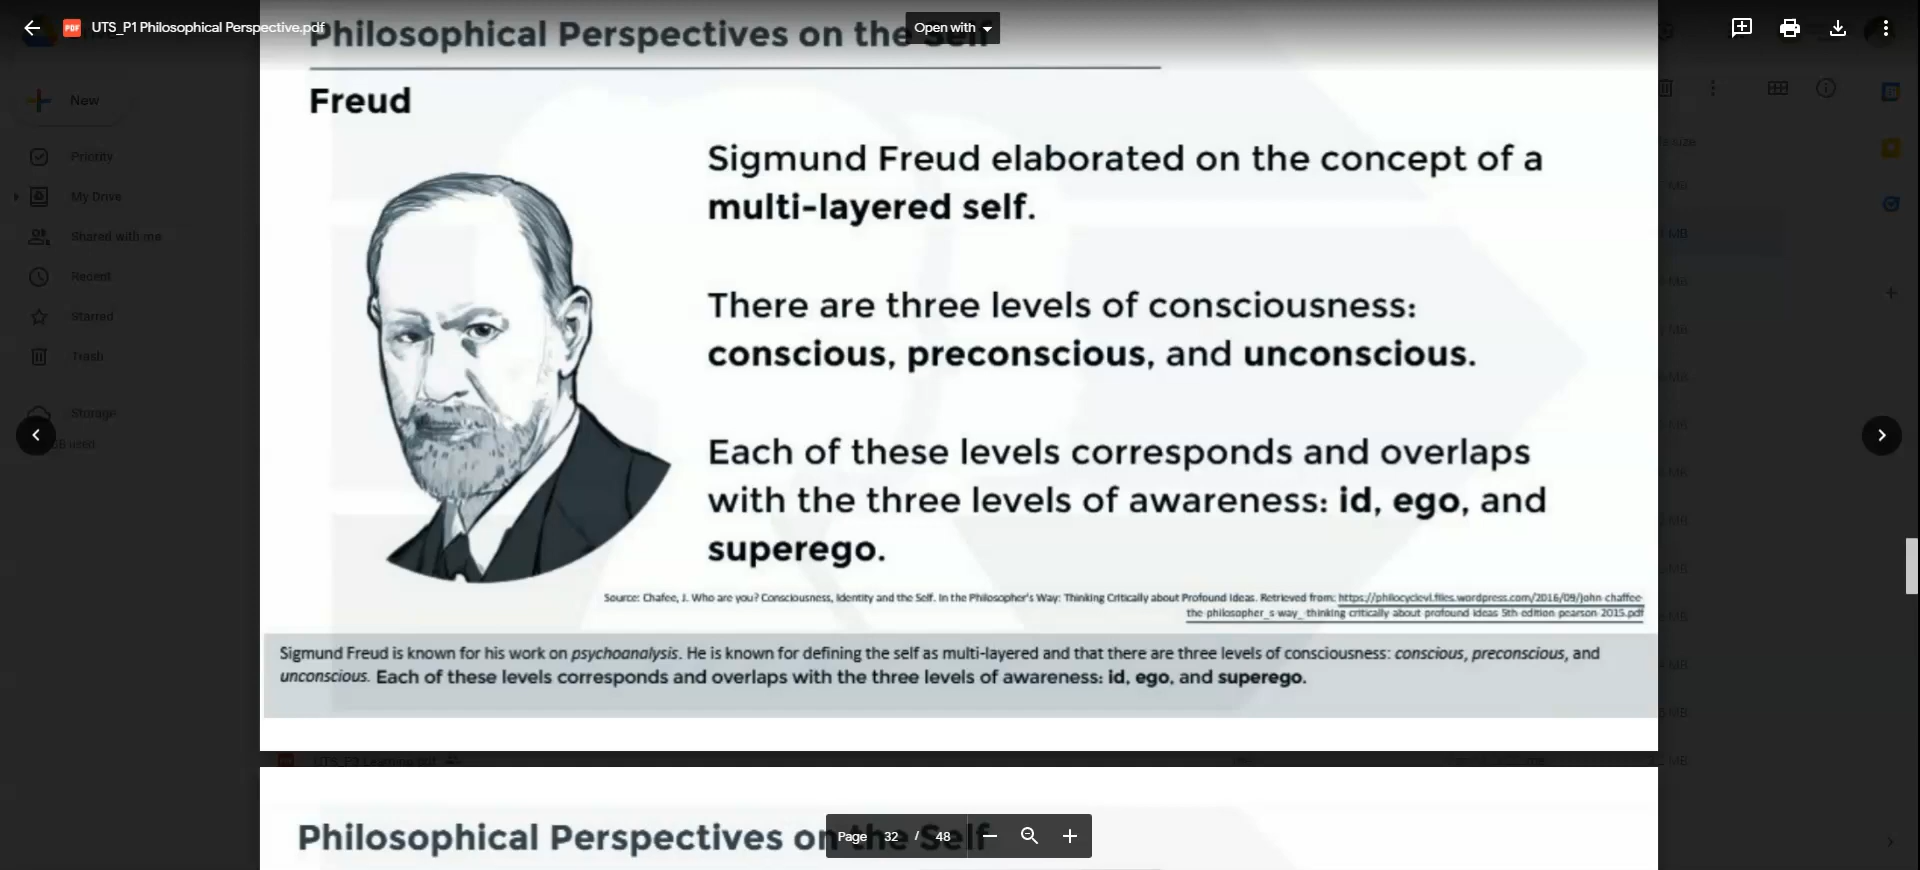 UTS_P1 Philosophical Perspective.pdf
Open with
Philosophical Perspectives on the Self
New
Priority
My Drive
Shared with me
Recent
Starred
Trash
Storage
GB used
Freud
Sigmund Freud elaborated on the concept of a
multi-layered self.
There are three levels of consciousness:
conscious, preconscious, and unconscious.
Each of these levels corresponds and overlaps
with the three levels of awareness: id, ego, and
superego.
Source: Chafee, J. Who are you? Consciousness, Identity and the Self. In the Philosopher's Way: Thinking Critically about Profound Ideas. Retrieved from: https://philocyclevl.files.wordpress.com/2016/09/john-chaffee-
the-philosopher_s-way_-thinking critically about profound ideas 5th edition pearson 2015.pdf
Sigmund Freud is known for his work on psychoanalysis. He is known for defining the self as multi-layered and that there are three levels of consciousness: conscious, preconscious, and
unconscious. Each of these levels corresponds and overlaps with the three levels of awareness: id, ego, and superego.
Philosophical Perspectives on the Self
Page 32 / 48